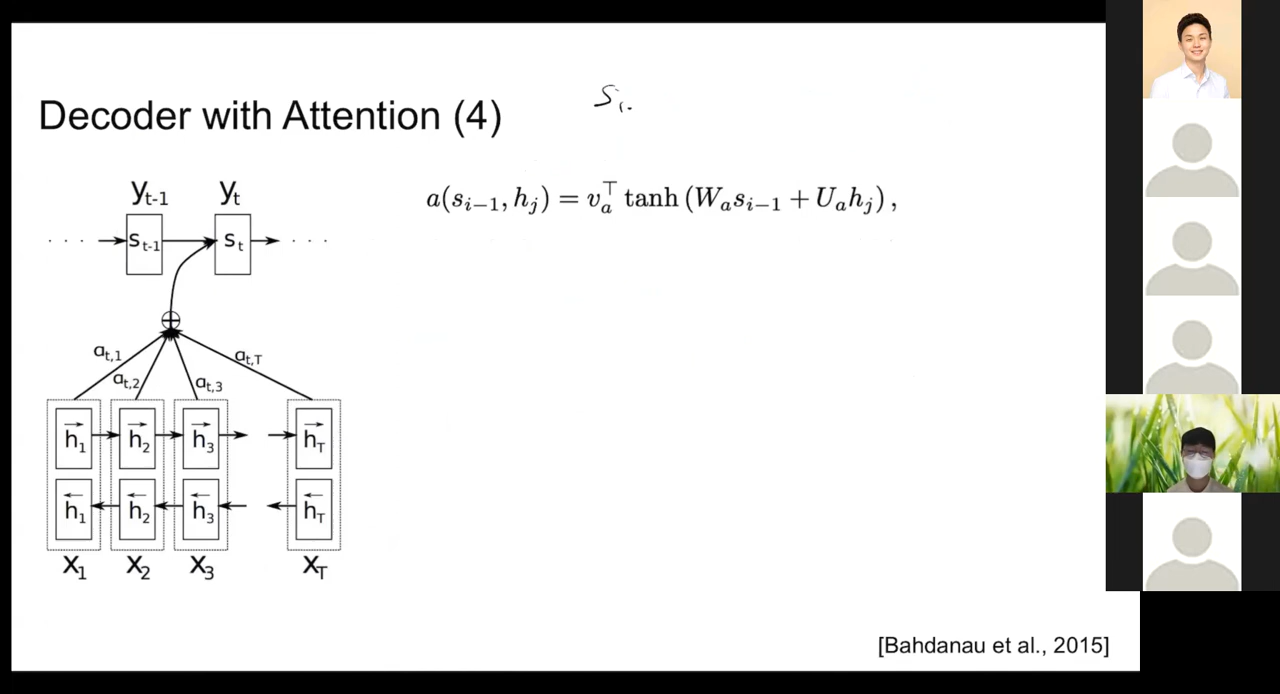 S₁.
Decoder with Attention (4)
y_{t-1} y_t
a(s_{i-1}, h_j) = v_a^⊤ tanh (W_a s_{i-1} + U_a h_j) ,
. . . s_{t-1} s_t . . .
a_{t,1} a_{t,T}
a_{t,2} a_{t,3}
→h_1 →h_2 →h_3 →h_T
←h_1 ←h_2 ←h_3 ←h_T
x_1 x_2 x_3 x_T
[Bahdanau et al., 2015]